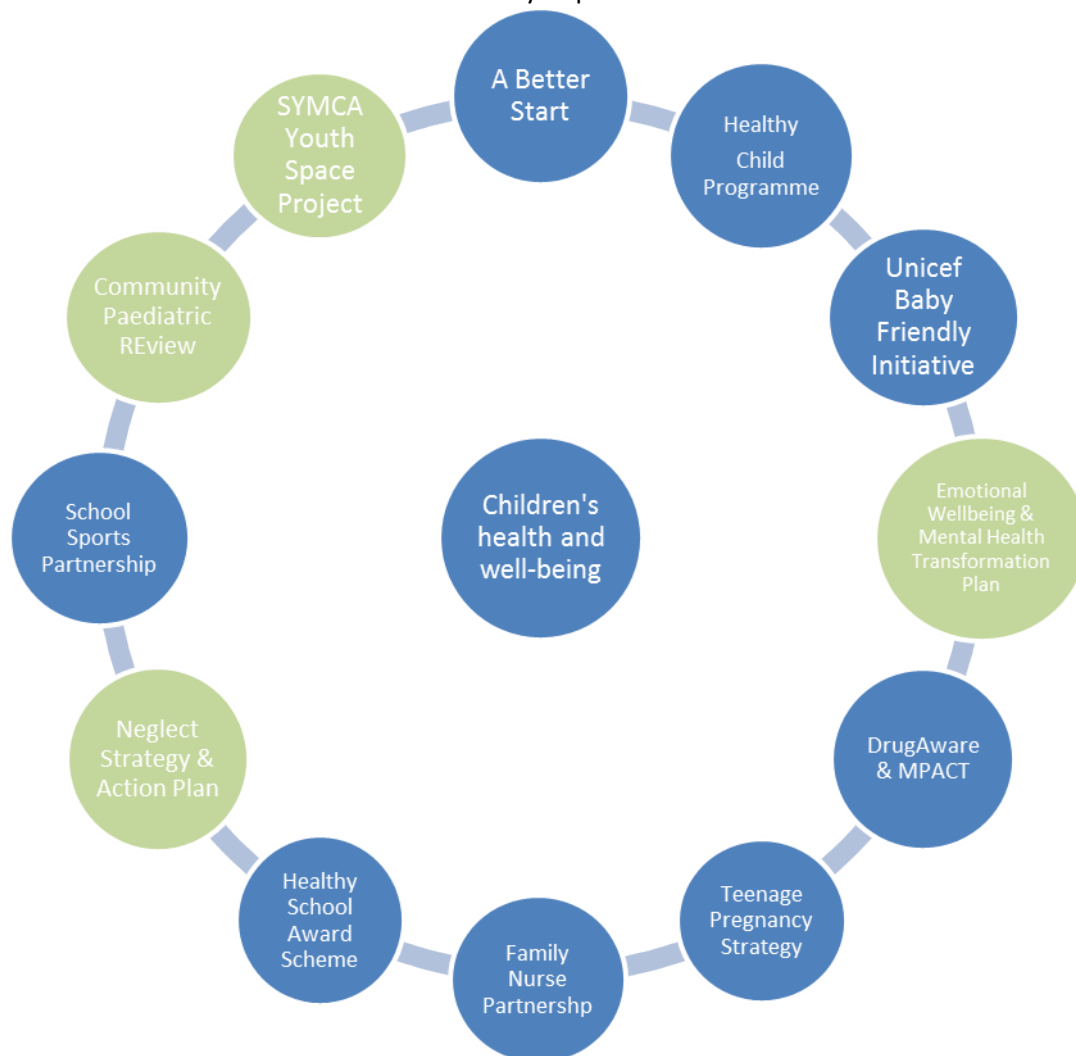 A Better
Start
Healthy
Child
Programme
Unicef
Baby
Friendly
Initiative
Emotional
Wellbeing &
Mental Health
Transformation
Plan
DrugAware
& MPACT
Teenage
Pregnancy
Strategy
Family
Nurse
Partnershp
Healthy
School
Award
Scheme
Neglect
Strategy &
Action Plan
School
Sports
Partnership
Community
Paediatric
REview
SYMCA
Youth
Space
Project
Children's
health and
well-being